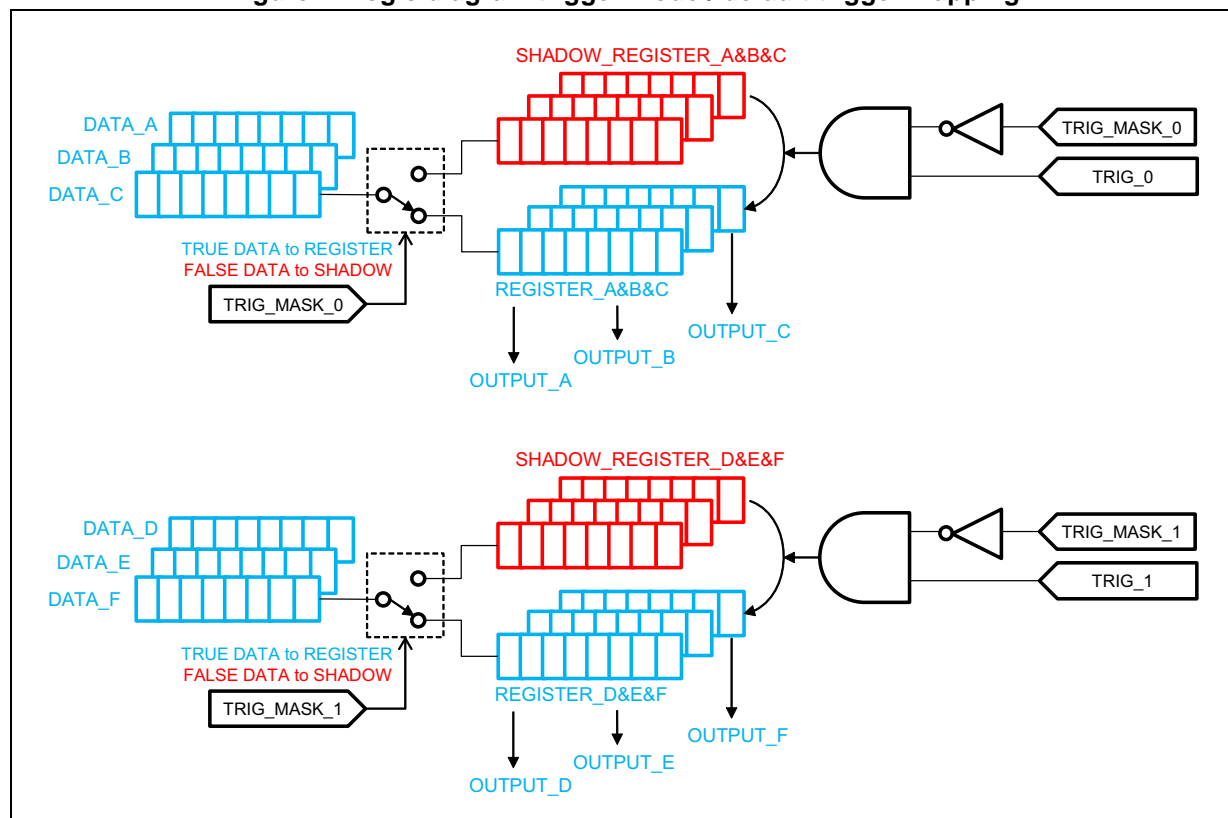 SHADOW_REGISTER_A&B&C
DATA_A
DATA_B
DATA_C
TRIG_MASK_0
TRIG_0
TRUE DATA to REGISTER
FALSE DATA to SHADOW
TRIG_MASK_0
REGISTER_A&B&C
OUTPUT_C
OUTPUT_B
OUTPUT_A
SHADOW_REGISTER_D&E&F
DATA_D
DATA_E
DATA_F
TRIG_MASK_1
TRIG_1
TRUE DATA to REGISTER
FALSE DATA to SHADOW
TRIG_MASK_1
REGISTER_D&E&F
OUTPUT_F
OUTPUT_E
OUTPUT_D